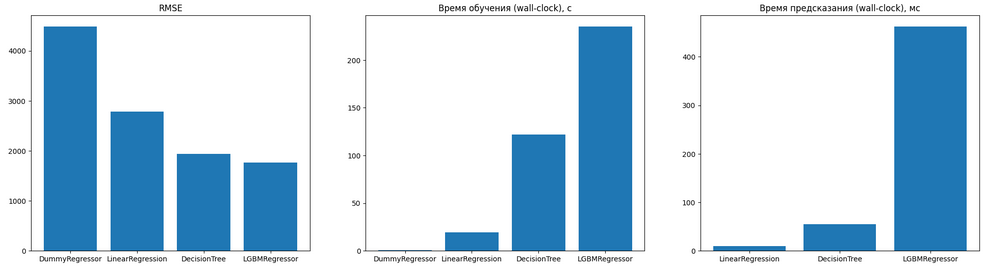 RMSE
4000
3000
2000
1000
0
DummyRegressor LinearRegression DecisionTree LGBMRegressor
Время обучения (wall-clock), с
200
150
100
50
0
DummyRegressor LinearRegression DecisionTree LGBMRegressor
Время предсказания (wall-clock), мс
400
300
200
100
0
LinearRegression DecisionTree LGBMRegressor